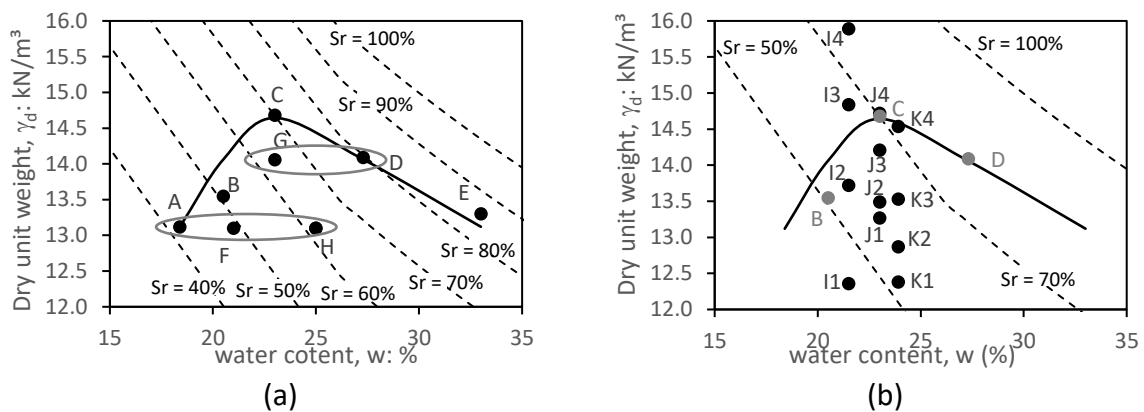 Dry unit weight, γd: kN/m³
16.0
15.5
15.0
14.5
14.0
13.5
13.0
12.5
12.0
Sr = 100%
Sr = 90%
C
G
D
B
E
A
F
H
Sr = 80%
Sr = 40%
Sr = 50%
Sr = 60%
Sr = 70%
15
20
25
30
35
water cotent, w: %
(a)
Dry unit weight, γd: kN/m³
16.0
15.5
15.0
14.5
14.0
13.5
13.0
12.5
12.0
Sr = 50%
I4
Sr = 100%
I3
J4
C
K4
J3
D
I2
J2
K3
B
J1
K2
I1
K1
Sr = 70%
15
20
25
30
35
water content, w (%)
(b)